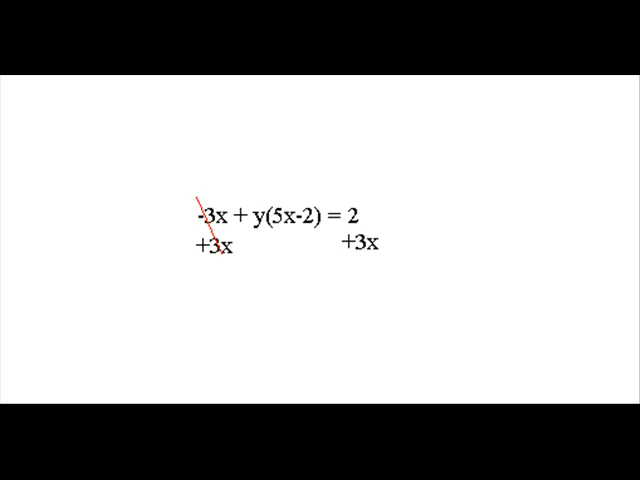 -3x + y(5x-2) = 2
+3x +3x